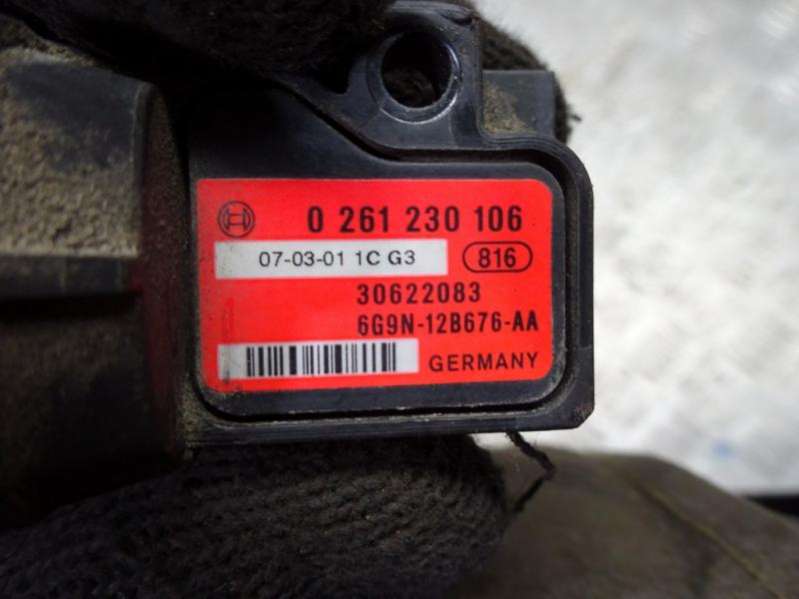 0 261 230 106
07-03-01 1C G3 816
30622083
6G9N-12B676-AA
GERMANY